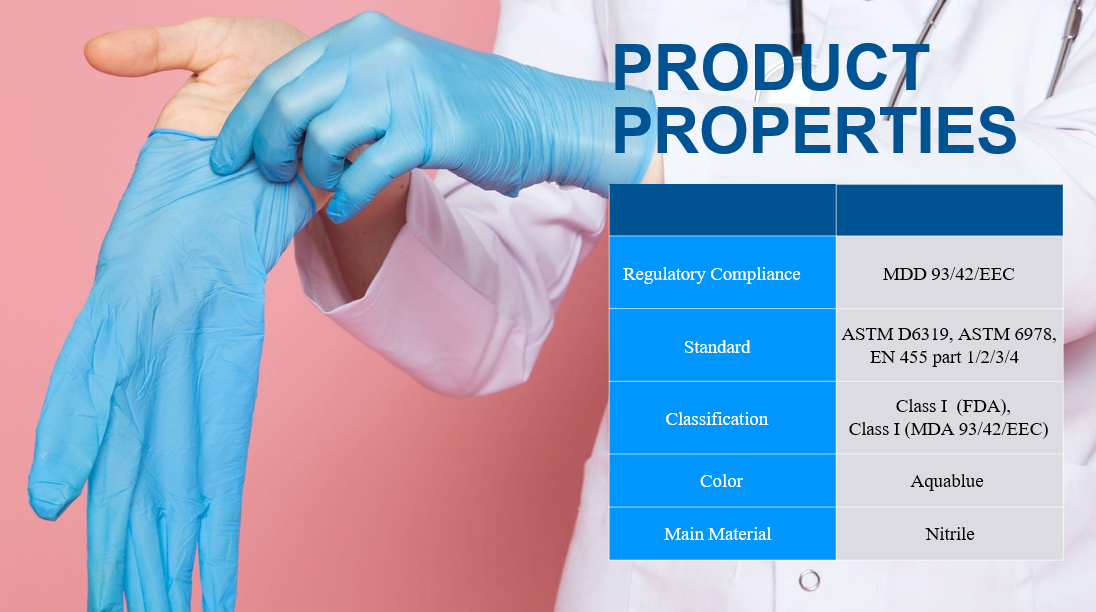 PRODUCT
PROPERTIES
Regulatory Compliance
MDD 93/42/EEC
Standard
ASTM D6319, ASTM 6978,
EN 455 part 1/2/3/4
Classification
Class I  (FDA),
Class I (MDA 93/42/EEC)
Color
Aquablue
Main Material
Nitrile